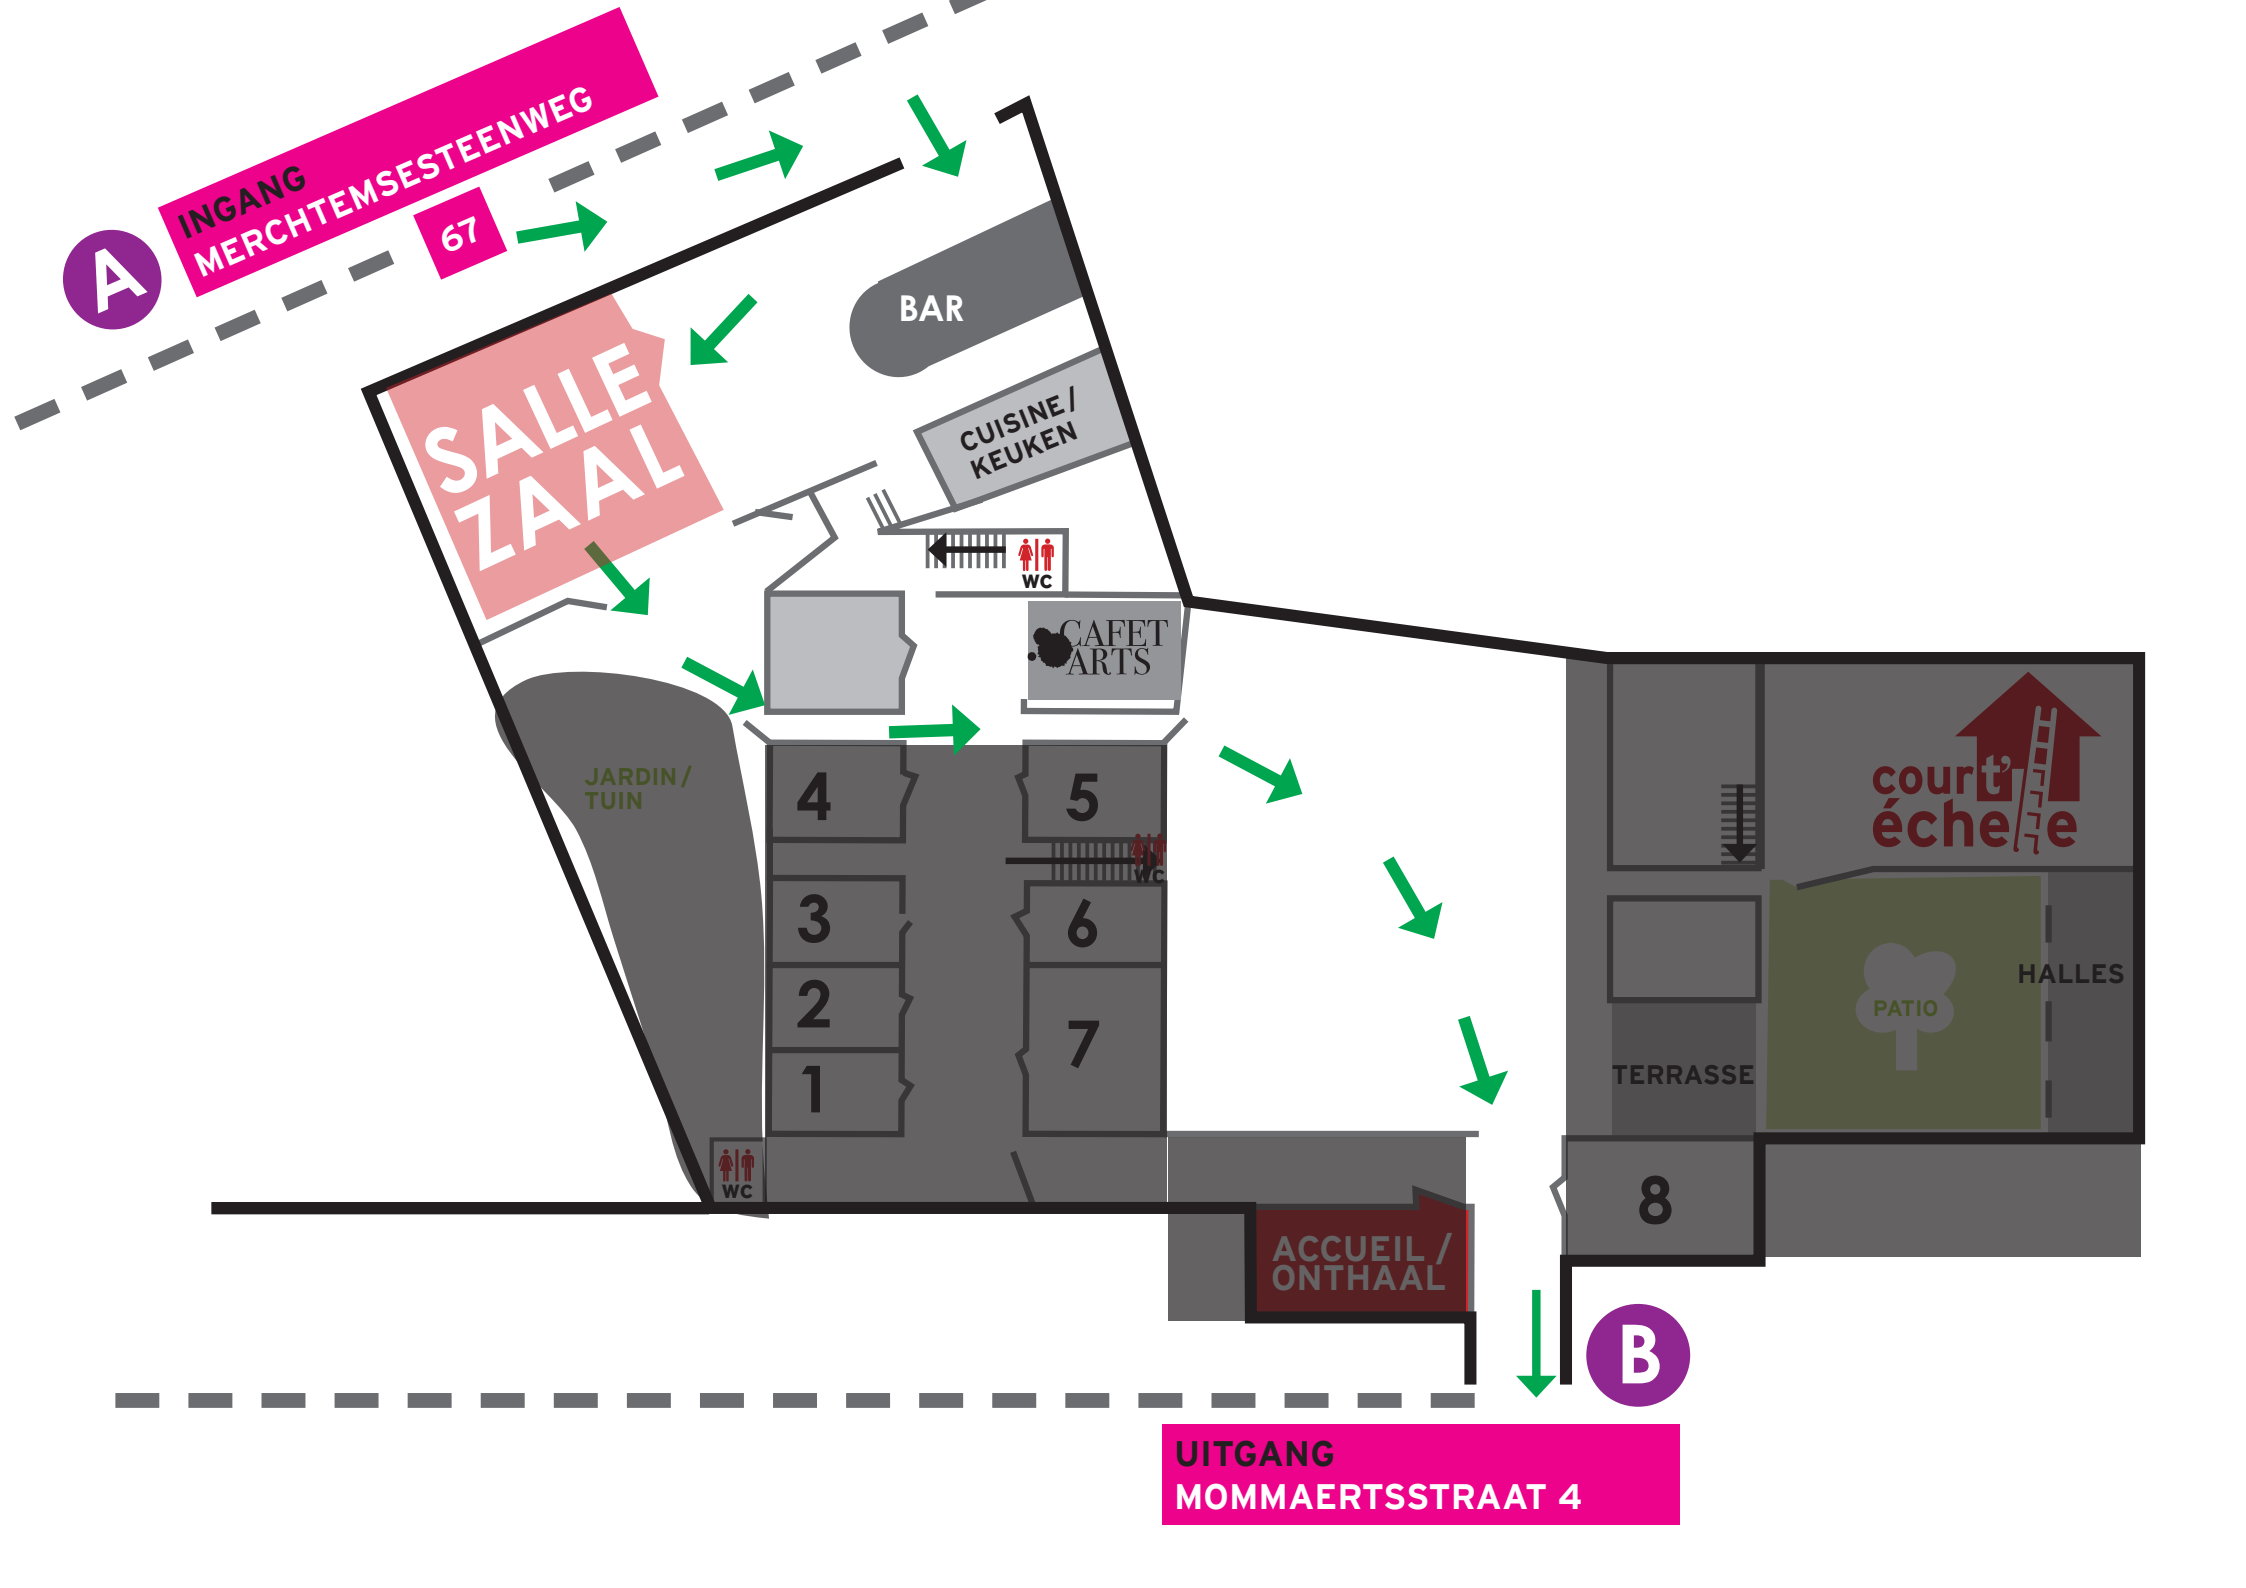 INGANG
MERCHTEMSESTEENWEG
67
A
BAR
SALLE
ZAAL
CUISINE/
KEUKEN
WC
CAFET
ARTS
JARDIN/
TUIN
4
5
WC
3
6
2
7
1
WC
court'
échelle
HALLES
PATIO
TERRASSE
8
ACCUEIL /
ONTHAAL
B
UITGANG
MOMMAERTSSTRAAT 4